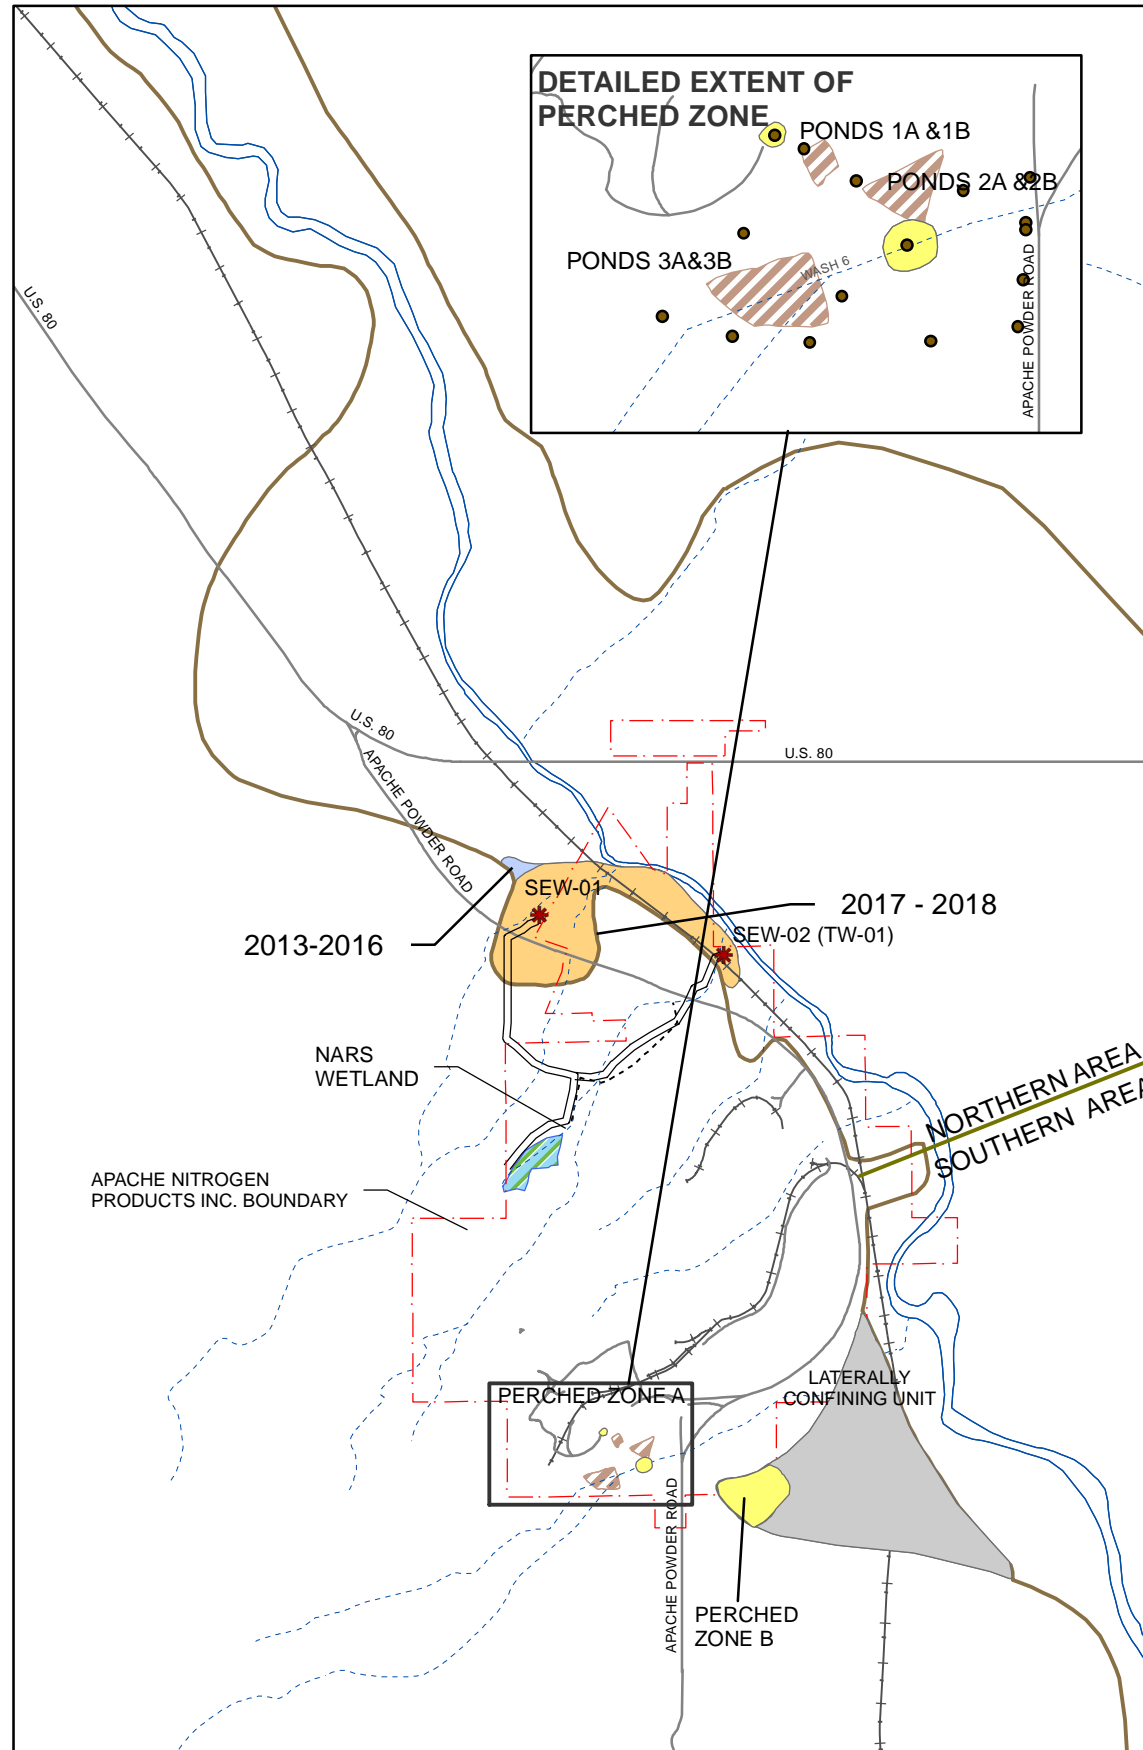 DETAILED EXTENT OF
PERCHED ZONE
PONDS 1A &1B
PONDS 2A &2B
PONDS 3A&3B
WASH 6
APACHE POWDER ROAD
U.S. 80
U.S. 80
U.S. 80
APACHE POWDER ROAD
SEW-01
2017 - 2018
2013-2016
SEW-02 (TW-01)
NARS
WETLAND
NORTHERN AREA
SOUTHERN AREA
APACHE NITROGEN
PRODUCTS INC. BOUNDARY
LATERALLY
CONFINING UNIT
PERCHED ZONE A
APACHE POWDER ROAD
PERCHED
ZONE B